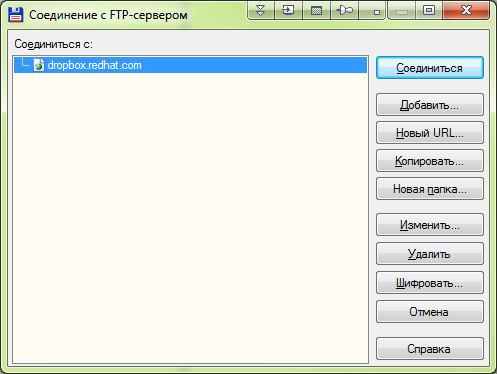 Соединение с FTP-сервером
Соединиться с:
dropbox.redhat.com
Соединиться
Добавить...
Новый URL...
Копировать...
Новая папка...
Изменить...
Удалить
Шифровать...
Отмена
Справка